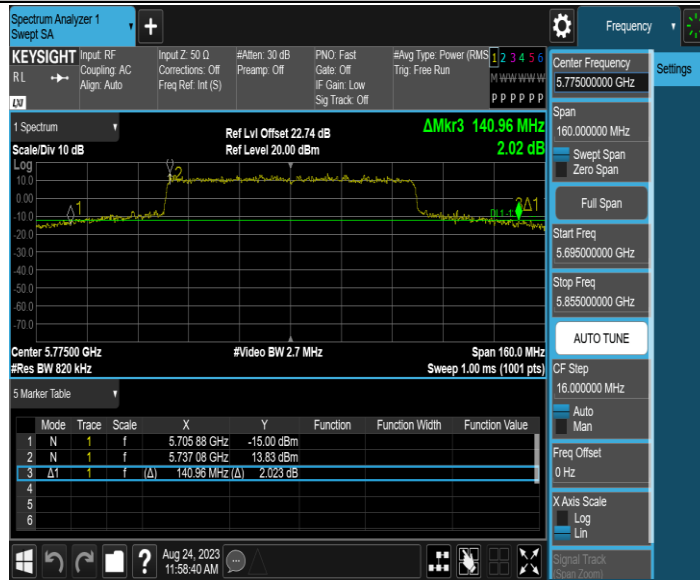 Spectrum Analyzer 1
Swept SA
+
Frequency
KEYSIGHT
RL
LXI
Input: RF
Coupling: AC
Align: Auto
Input Z: 50 Ω
Corrections: Off
Freq Ref: Int (S)
#Atten: 30 dB
Preamp: Off
PNO: Fast
Gate: Off
IF Gain: Low
Sig Track: Off
#Avg Type: Power (RMS
Trig: Free Run
1 2 3 4 5 6
M W W W W W
P P P P P P
1 Spectrum
Scale/Div 10 dB
Ref Lvl Offset 22.74 dB
Ref Level 20.00 dBm
ΔMkr3 140.96 MHz
2.02 dB
Log
10.0
0.00
-10.0
-20.0
-30.0
-40.0
-50.0
-60.0
-70.0
1
2
3Δ1
Center 5.77500 GHz
#Res BW 820 kHz
#Video BW 2.7 MHz
Span 160.0 MHz
Sweep 1.00 ms (1001 pts)
5 Marker Table
Mode Trace Scale X Y Function Function Width Function Value
1 N 1 f 5.705 88 GHz -15.00 dBm
2 N 1 f 5.737 08 GHz 13.83 dBm
3 Δ1 1 f (Δ) 140.96 MHz (Δ) 2.023 dB
4
5
6
?
Aug 24, 2023
11:58:40 AM
Center Frequency
5.775000000 GHz
Settings
Span
160.000000 MHz
Swept Span
Zero Span
Full Span
Start Freq
5.695000000 GHz
Stop Freq
5.855000000 GHz
AUTO TUNE
CF Step
16.000000 MHz
Auto
Man
Freq Offset
0 Hz
X Axis Scale
Log
Lin
Signal Track
(Span Zoom)